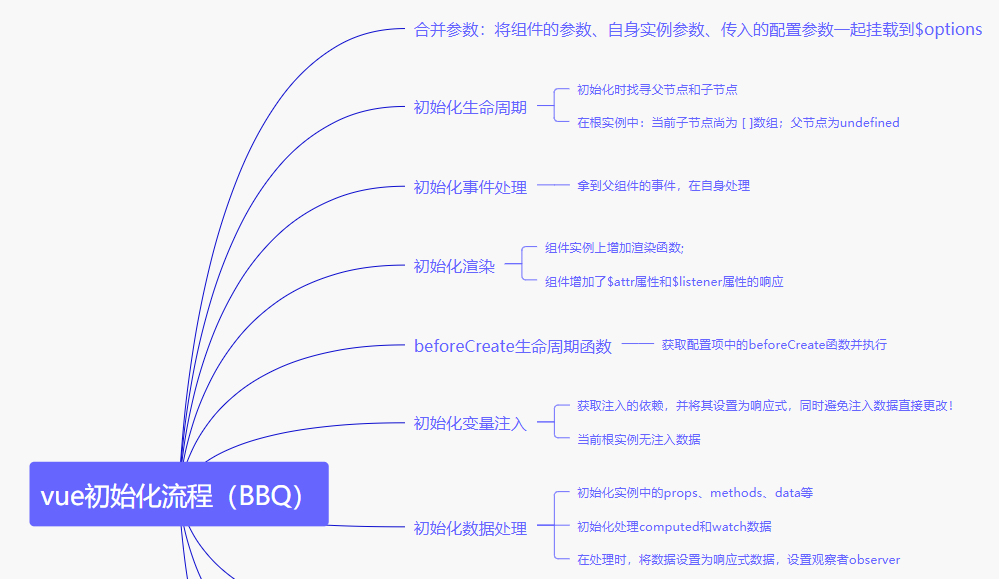 合并参数：将组件的参数、自身实例参数、传入的配置参数一起挂载到$options
初始化生命周期
初始化时找寻父节点和子节点
在根实例中：当前子节点尚为 [ ]数组；父节点为undefined
初始化事件处理
拿到父组件的事件，在自身处理
初始化渲染
组件实例上增加渲染函数;
组件增加了$attr属性和$listener属性的响应
beforeCreate生命周期函数
获取配置项中的beforeCreate函数并执行
初始化变量注入
获取注入的依赖，并将其设置为响应式，同时避免注入数据直接更改！
当前根实例无注入数据
vue初始化流程（BBQ）
初始化数据处理
初始化实例中的props、methods、data等
初始化处理computed和watch数据
在处理时，将数据设置为响应式数据，设置观察者observer